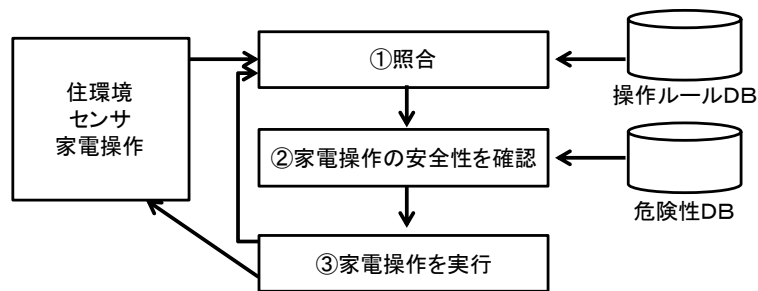 ①照合
住環境
センサ
家電操作
操作ルールDB
②家電操作の安全性を確認
危険性DB
③家電操作を実行